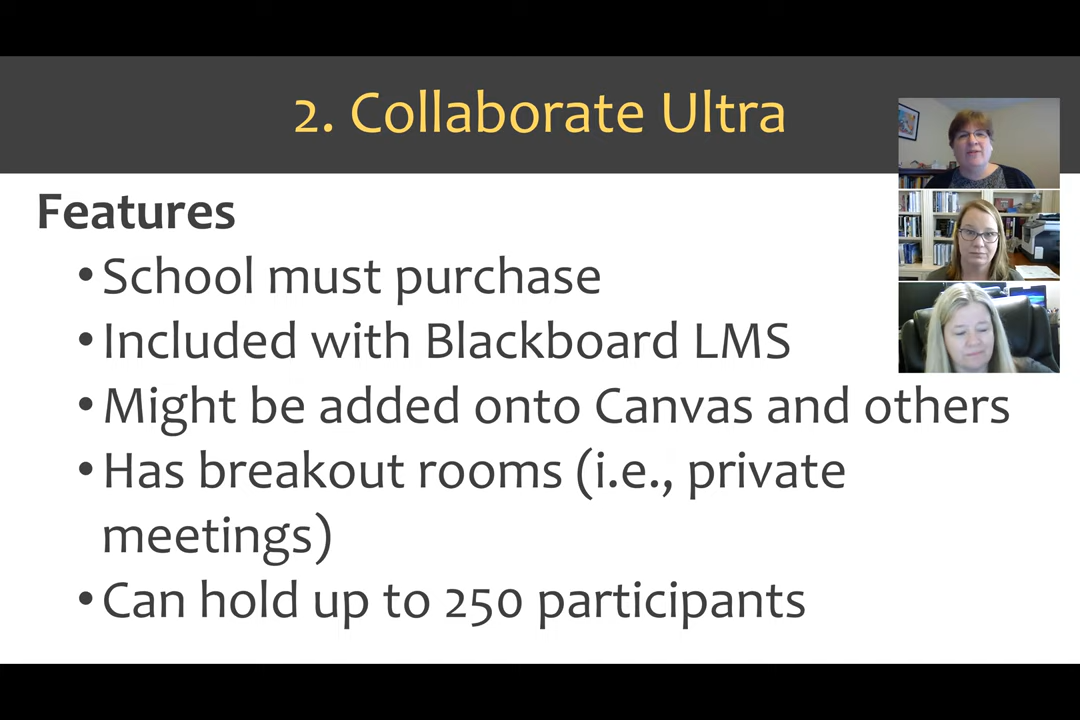 2. Collaborate Ultra
Features
• School must purchase
• Included with Blackboard LMS
• Might be added onto Canvas and others
• Has breakout rooms (i.e., private
meetings)
• Can hold up to 250 participants